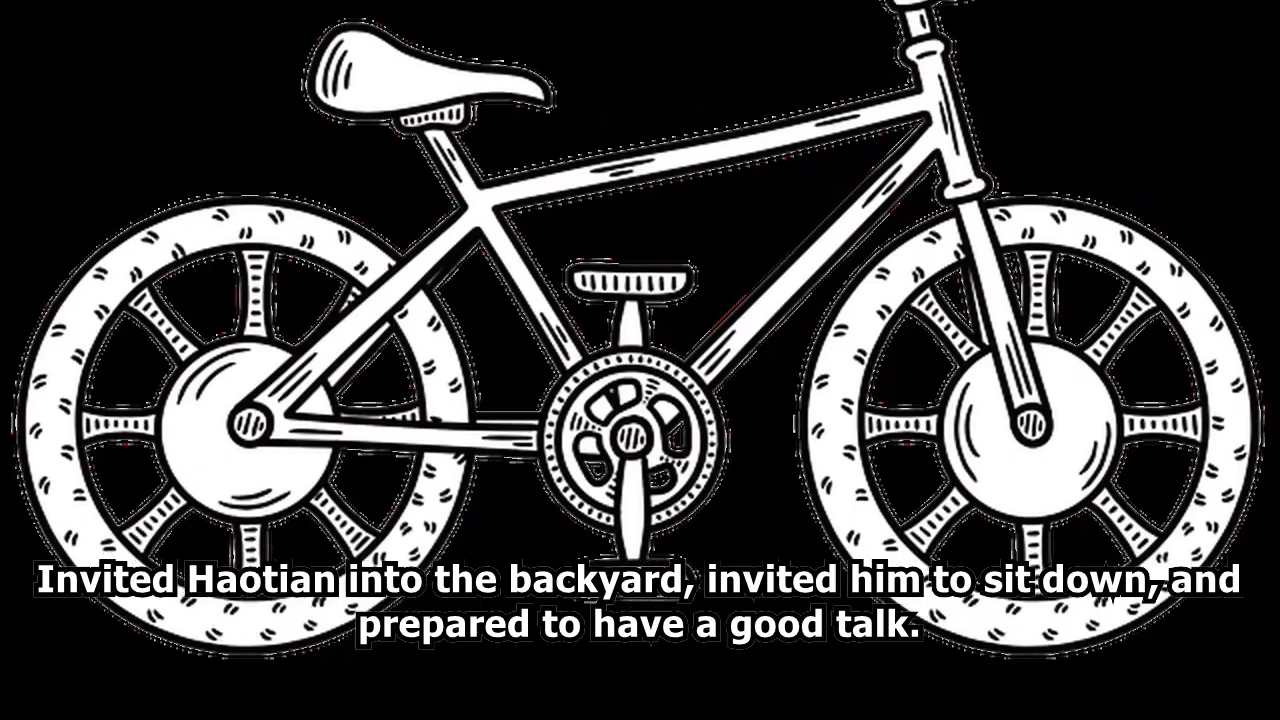 Invited Haotian into the backyard, invited him to sit down, and
prepared to have a good talk.